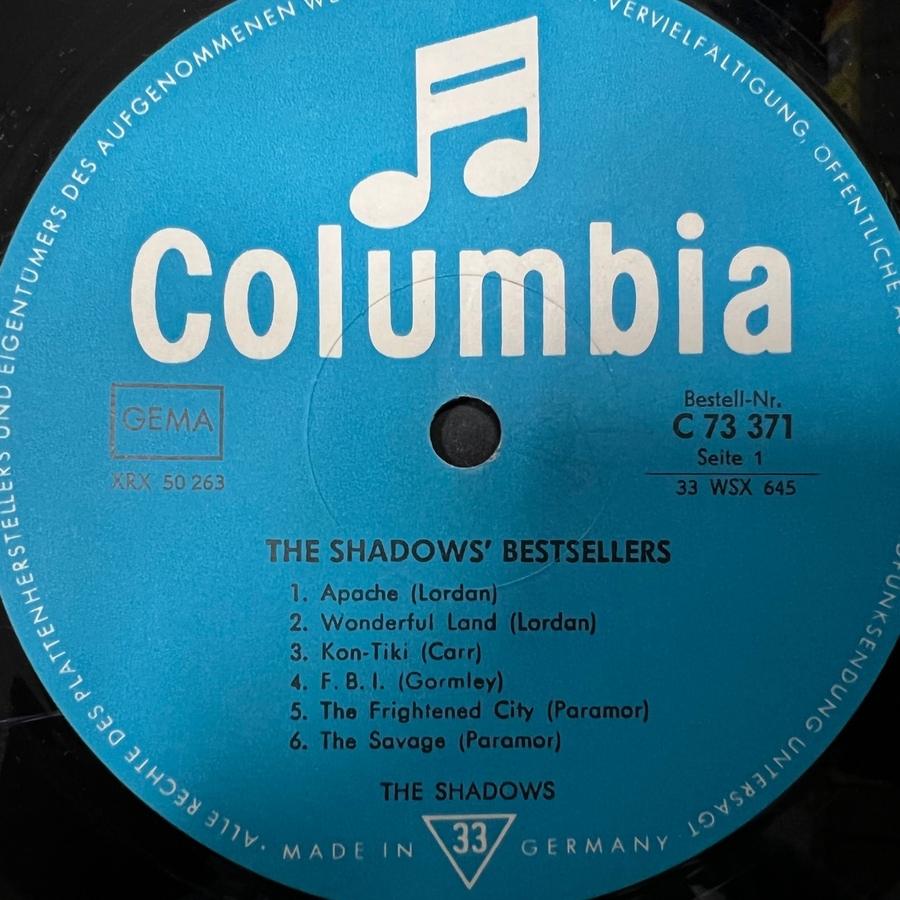 ALLE RECHTE DES PLATTENHERSTELLERS UND EIGENTÜMERS DES AUFGENOMMENEN
VERVIELFÄLTIGUNG, ÖFFENTLICHE
UNTERSAGT
Columbia
GEMA
XRX 50 263
Bestell-Nr.
C 73 371
Seite 1
33 WSX 645
THE SHADOWS' BESTSELLERS
1. Apache (Lordan)
2. Wonderful Land (Lordan)
3. Kon-Tiki (Carr)
4. F. B. I. (Gormley)
5. The Frightened City (Paramor)
6. The Savage (Paramor)
THE SHADOWS
MADE IN 33 GERMANY